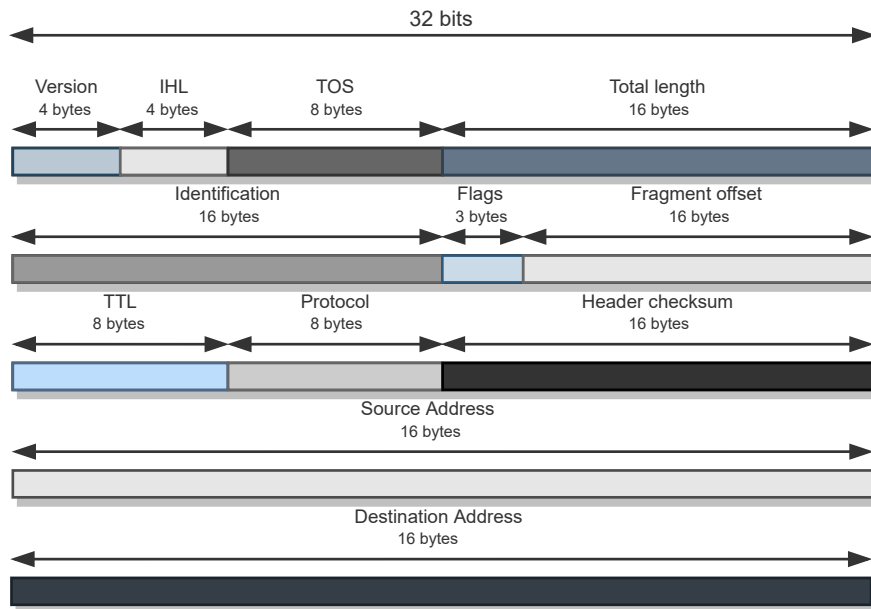 32 bits
Version IHL TOS Total length
4 bytes 4 bytes 8 bytes 16 bytes
Identification Flags Fragment offset
16 bytes 3 bytes 16 bytes
TTL Protocol Header checksum
8 bytes 8 bytes 16 bytes
Source Address
16 bytes
Destination Address
16 bytes